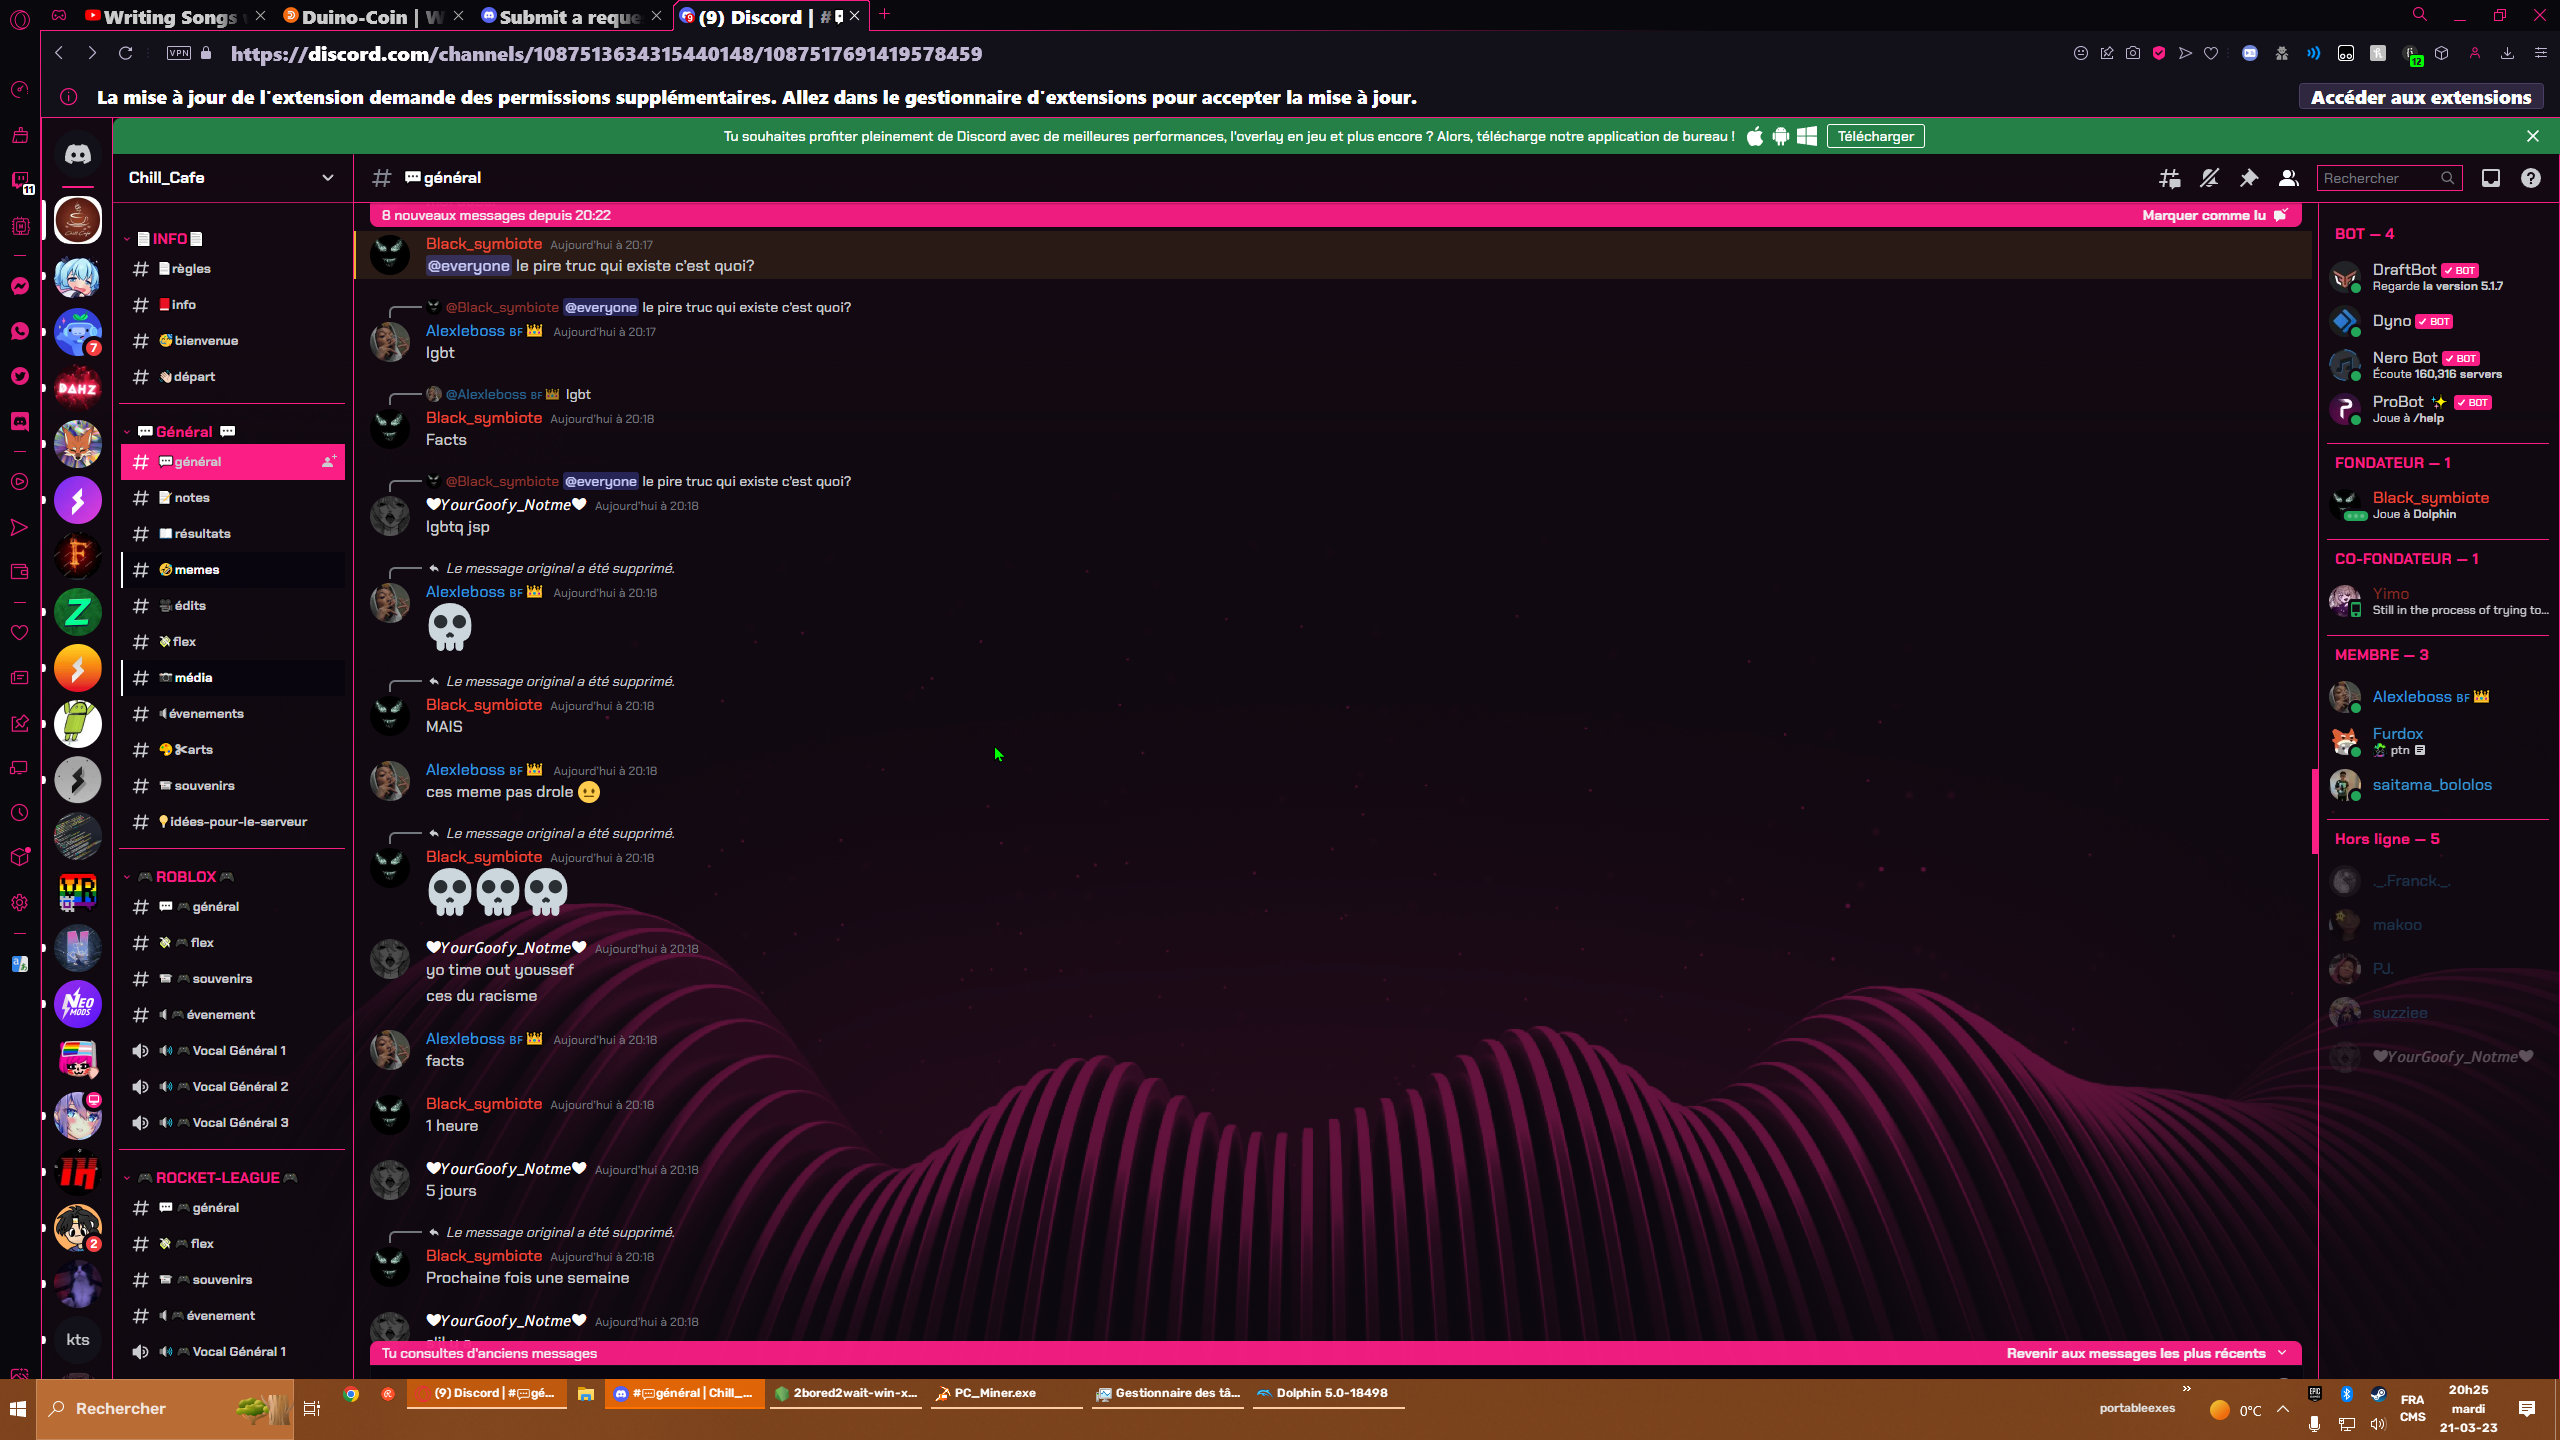 Writing Songs
Duino-Coin | W
Submit a reque
(9) Discord | #
VPN
https://discord.com/channels/1087513634315440148/1087517691419578459
12
La mise à jour de l'extension demande des permissions supplémentaires. Allez dans le gestionnaire d'extensions pour accepter la mise à jour.
Accéder aux extensions
Tu souhaites profiter pleinement de Discord avec de meilleures performances, l'overlay en jeu et plus encore ? Alors, télécharge notre application de bureau !
Télécharger
11
7
DAHZ
F
Z
NEO MODS
2
kts
Chill_Cafe
📄INFO📄
📄règles
📕info
🥳bienvenue
👋🏻départ
💬 Général 💬
💬général
📝notes
📖résultats
🤣memes
🎥édits
💸flex
📷média
📢évenements
🎨✂️arts
📼souvenirs
💡idées-pour-le-serveur
🎮ROBLOX🎮
💬🎮général
💸🎮flex
📼🎮souvenirs
📢🎮évenement
🔊🎮Vocal Général 1
🔊🎮Vocal Général 2
🔊🎮Vocal Général 3
🎮ROCKET-LEAGUE🎮
💬🎮général
💸🎮flex
📼🎮souvenirs
📢🎮évenement
🔊🎮Vocal Général 1
💬général
Rechercher
8 nouveaux messages depuis 20:22
Marquer comme lu
Black_symbiote Aujourd'hui à 20:17
@everyone le pire truc qui existe c'est quoi?
@Black_symbiote @everyone le pire truc qui existe c'est quoi?
Alexleboss BF 👑 Aujourd'hui à 20:17
lgbt
@Alexleboss BF 👑 lgbt
Black_symbiote Aujourd'hui à 20:18
Facts
@Black_symbiote @everyone le pire truc qui existe c'est quoi?
🤍YourGoofy_Notme🤍 Aujourd'hui à 20:18
lgbtq jsp
Le message original a été supprimé.
Alexleboss BF 👑 Aujourd'hui à 20:18
💀
Le message original a été supprimé.
Black_symbiote Aujourd'hui à 20:18
MAIS
Alexleboss BF 👑 Aujourd'hui à 20:18
ces meme pas drole 😐
Le message original a été supprimé.
Black_symbiote Aujourd'hui à 20:18
💀💀💀
🤍YourGoofy_Notme🤍 Aujourd'hui à 20:18
yo time out youssef
ces du racisme
Alexleboss BF 👑 Aujourd'hui à 20:18
facts
Black_symbiote Aujourd'hui à 20:18
1 heure
🤍YourGoofy_Notme🤍 Aujourd'hui à 20:18
5 jours
Le message original a été supprimé.
Black_symbiote Aujourd'hui à 20:18
Prochaine fois une semaine
🤍YourGoofy_Notme🤍 Aujourd'hui à 20:18
Tu consultes d'anciens messages
Revenir aux messages les plus récents
BOT — 4
DraftBot BOT
Regarde la version 5.1.7
Dyno BOT
Nero Bot BOT
Écoute 160,316 servers
ProBot ✨ BOT
Joue à /help
FONDATEUR — 1
Black_symbiote
Joue à Dolphin
CO-FONDATEUR — 1
Yimo
Still in the process of trying to...
MEMBRE — 3
Alexleboss BF 👑
Furdox
ptn
saitama_bololos
Hors ligne — 5
._.Franck._.
makoo
PJ.
suzziee
🤍YourGoofy_Notme🤍
Rechercher
(9) Discord | #💬gé...
#💬général | Chill_...
2bored2wait-win-x...
PC_Miner.exe
Gestionnaire des tâ...
Dolphin 5.0-18498
portableexes
0°C
FRA
CMS
20h25
mardi
21-03-23